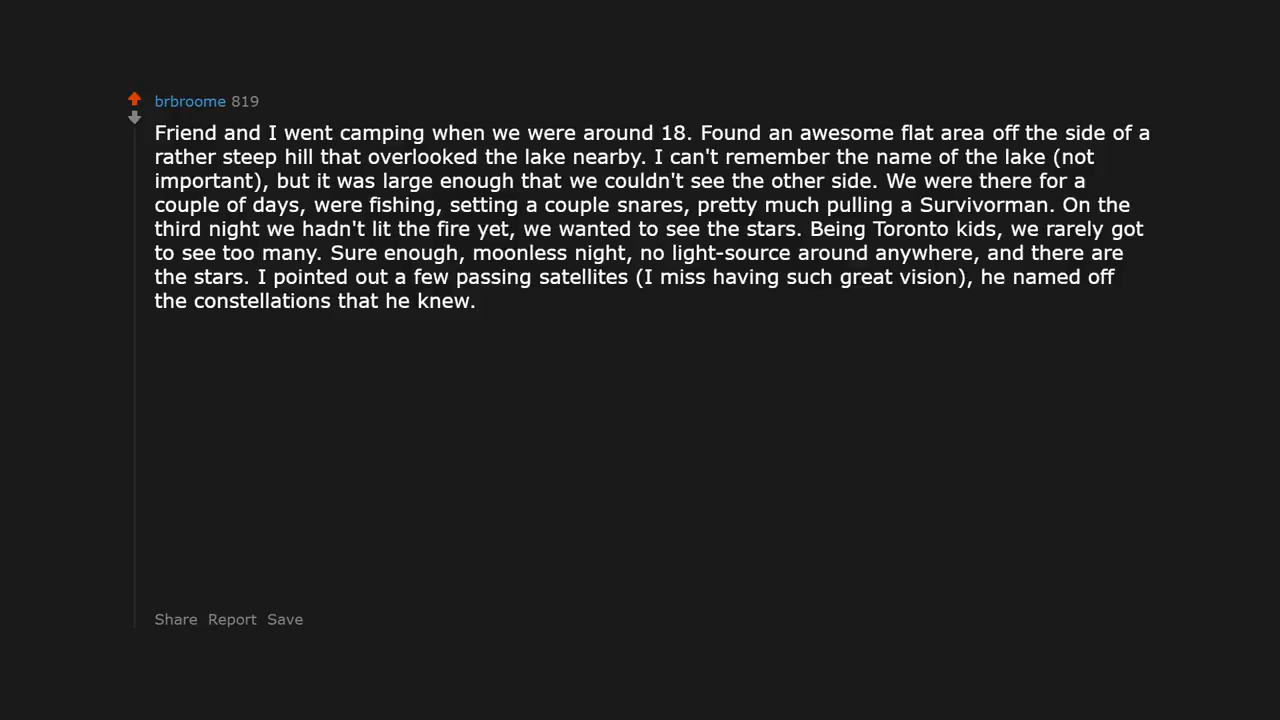 brbroome 819
Friend and I went camping when we were around 18. Found an awesome flat area off the side of a
rather steep hill that overlooked the lake nearby. I can't remember the name of the lake (not
important), but it was large enough that we couldn't see the other side. We were there for a
couple of days, were fishing, setting a couple snares, pretty much pulling a Survivorman. On the
third night we hadn't lit the fire yet, we wanted to see the stars. Being Toronto kids, we rarely got
to see too many. Sure enough, moonless night, no light-source around anywhere, and there are
the stars. I pointed out a few passing satellites (I miss having such great vision), he named off
the constellations that he knew.
Share Report Save